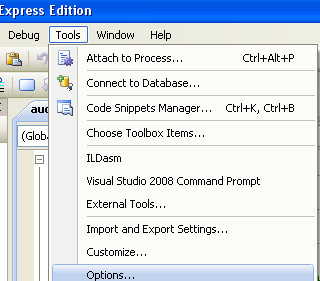 Express Edition
Debug Tools Window Help
Attach to Process... Ctrl+Alt+P
Connect to Database...
Code Snippets Manager... Ctrl+K, Ctrl+B
Choose Toolbox Items...
ILDasm
Visual Studio 2008 Command Prompt
External Tools...
Import and Export Settings...
Customize...
Options...